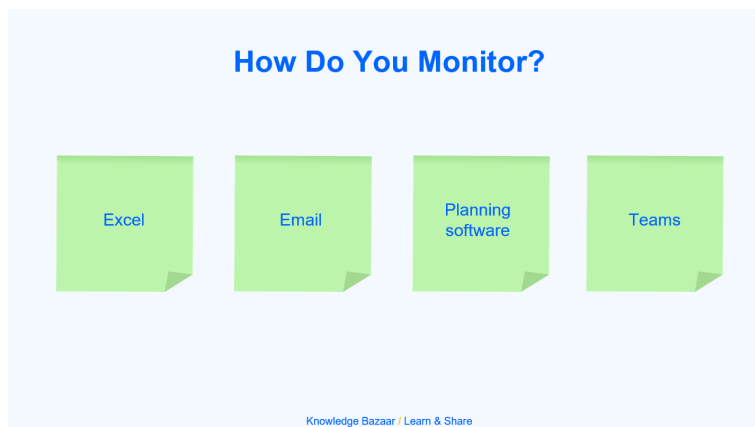 How Do You Monitor?
Excel
Email
Planning
software
Teams
Knowledge Bazaar / Learn & Share